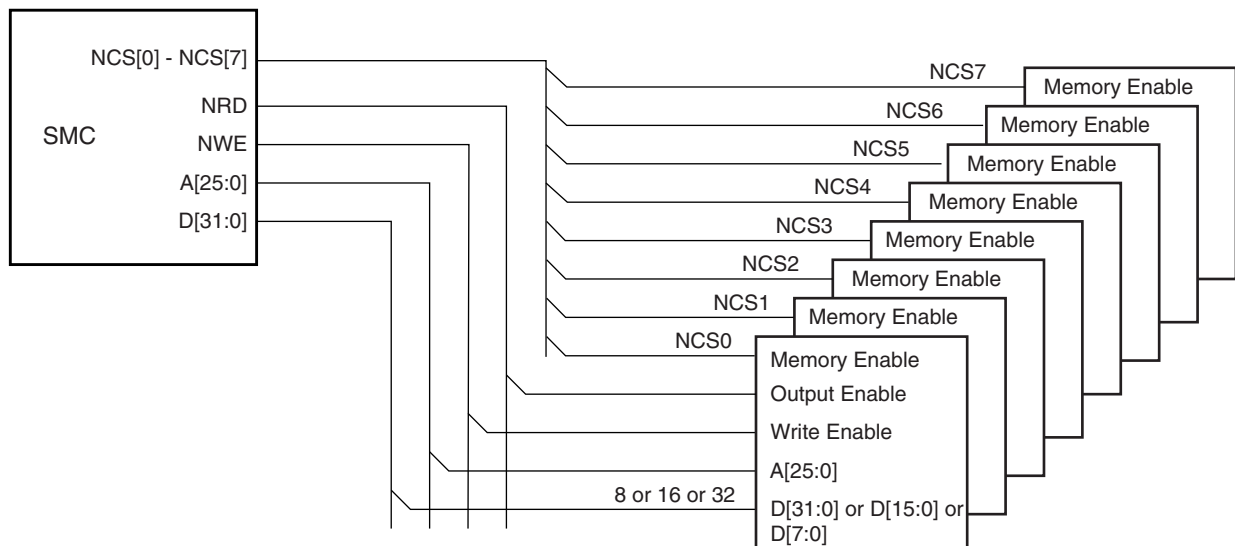 NCS[0] - NCS[7]
NRD
SMC
NWE
A[25:0]
D[31:0]
NCS7
Memory Enable
NCS6
Memory Enable
NCS5
Memory Enable
NCS4
Memory Enable
NCS3
Memory Enable
NCS2
Memory Enable
NCS1
Memory Enable
NCS0
Memory Enable
Output Enable
Write Enable
A[25:0]
8 or 16 or 32
D[31:0] or D[15:0] or
D[7:0]